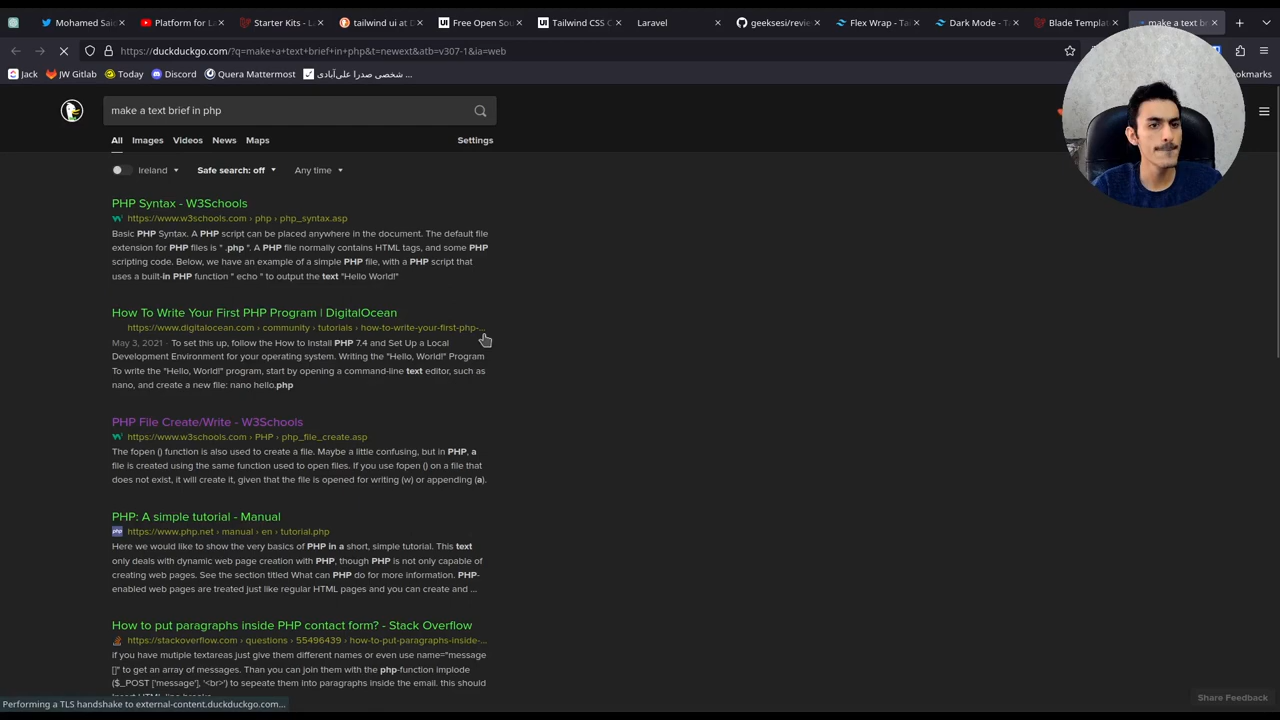 Mohamed Said
Platform for La
Starter Kits - La
tailwind ui at D
Free Open Sou
Tailwind CSS C
Laravel
geeksesi/revie
Flex Wrap - Tai
Dark Mode - Ta
Blade Templat
make a text br
https://duckduckgo.com/?q=make+a+text+brief+in+php&t=newext&atb=v307-1&ia=web
Jack
JW Gitlab
Today
Discord
Quera Mattermost
شخصی صدرا علی‌آبادی ...
okmarks
make a text brief in php
All
Images
Videos
News
Maps
Settings
Ireland
Safe search: off
Any time
PHP Syntax - W3Schools
https://www.w3schools.com › php › php_syntax.asp
Basic PHP Syntax. A PHP script can be placed anywhere in the document. The default file
extension for PHP files is " .php ". A PHP file normally contains HTML tags, and some PHP
scripting code. Below, we have an example of a simple PHP file, with a PHP script that
uses a built-in PHP function " echo " to output the text "Hello World!"
How To Write Your First PHP Program | DigitalOcean
https://www.digitalocean.com › community › tutorials › how-to-write-your-first-php-...
May 3, 2021 · To set this up, follow the How to Install PHP 7.4 and Set Up a Local
Development Environment for your operating system. Writing the "Hello, World!" Program
To write the "Hello, World!" program, start by opening a command-line text editor, such as
nano, and create a new file: nano hello.php
PHP File Create/Write - W3Schools
https://www.w3schools.com › PHP › php_file_create.asp
The fopen () function is also used to create a file. Maybe a little confusing, but in PHP, a
file is created using the same function used to open files. If you use fopen () on a file that
does not exist, it will create it, given that the file is opened for writing (w) or appending (a).
PHP: A simple tutorial - Manual
https://www.php.net › manual › en › tutorial.php
Here we would like to show the very basics of PHP in a short, simple tutorial. This text
only deals with dynamic web page creation with PHP, though PHP is not only capable of
creating web pages. See the section titled What can PHP do for more information. PHP-
enabled web pages are treated just like regular HTML pages and you can create and ...
How to put paragraphs inside PHP contact form? - Stack Overflow
https://stackoverflow.com › questions › 55496439 › how-to-put-paragraphs-inside-...
if you have mutiple textareas just give them different names or even use name="message
[]" to get an array of messages. Than you can join them with the php-function implode
($_POST ['message'], '<br>') to sepeate them into paragraphs inside the email. this should
Performing a TLS handshake to external-content.duckduckgo.com...
Share Feedback